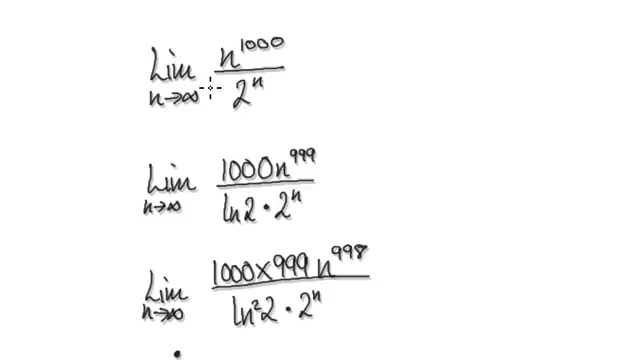 lim n→∞ n^1000 / 2^n
lim n→∞ 1000n^999 / ln2 · 2^n
lim n→∞ 1000×999 n^998 / ln²2 · 2^n
.